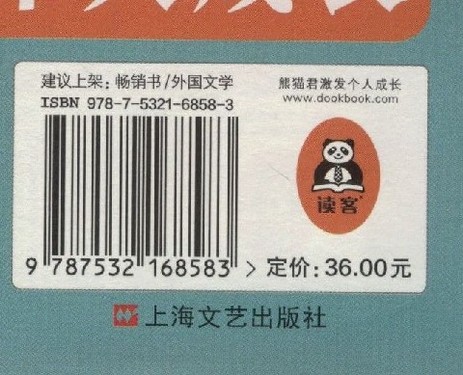 建议上架：畅销书/外国文学
ISBN 978-7-5321-6858-3
熊猫君激发个人成长
www.dookbook.com
读客
9 787532 168583 >
定价：36.00元
上海文艺出版社